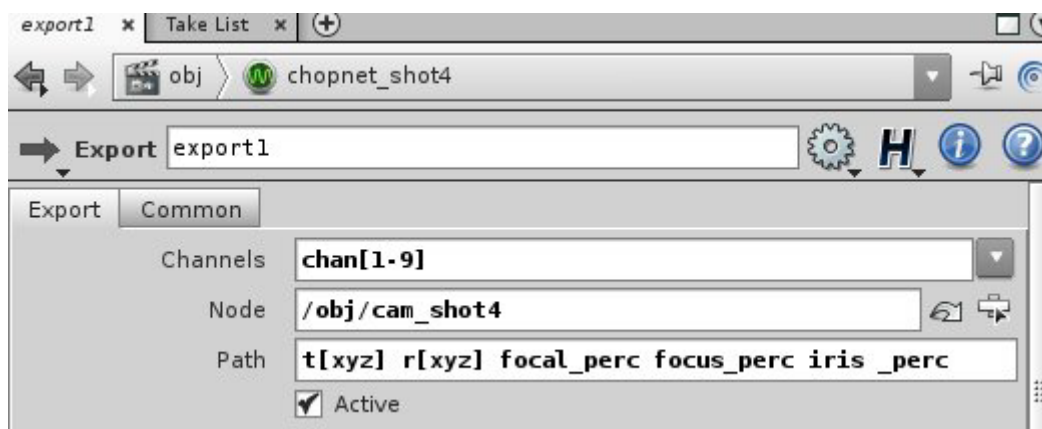 export1 × Take List ×
obj chopnet_shot4
Export export1
Export Common
Channels chan[1-9]
Node /obj/cam_shot4
Path t[xyz] r[xyz] focal_perc focus_perc iris _perc
Active